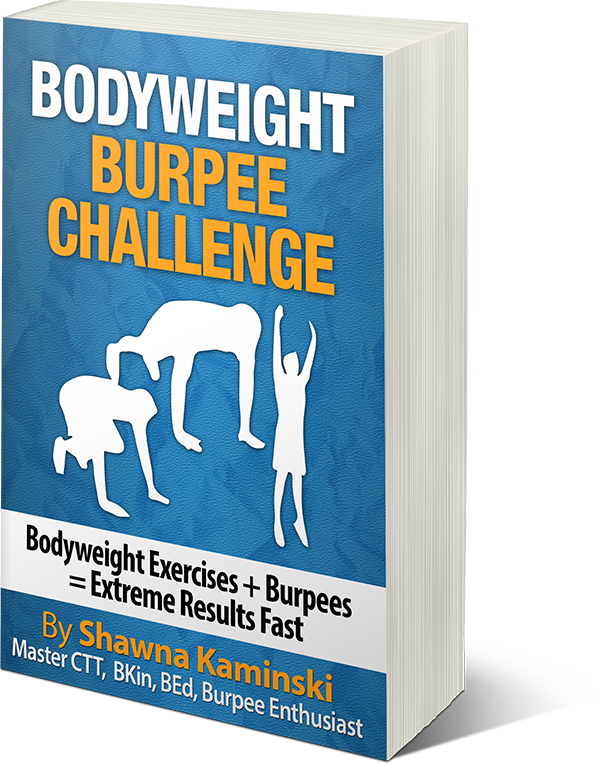 BODYWEIGHT
BURPEE
CHALLENGE
Bodyweight Exercises + Burpees
= Extreme Results Fast
By Shawna Kaminski
Master CTT, BKin, BEd, Burpee Enthusiast